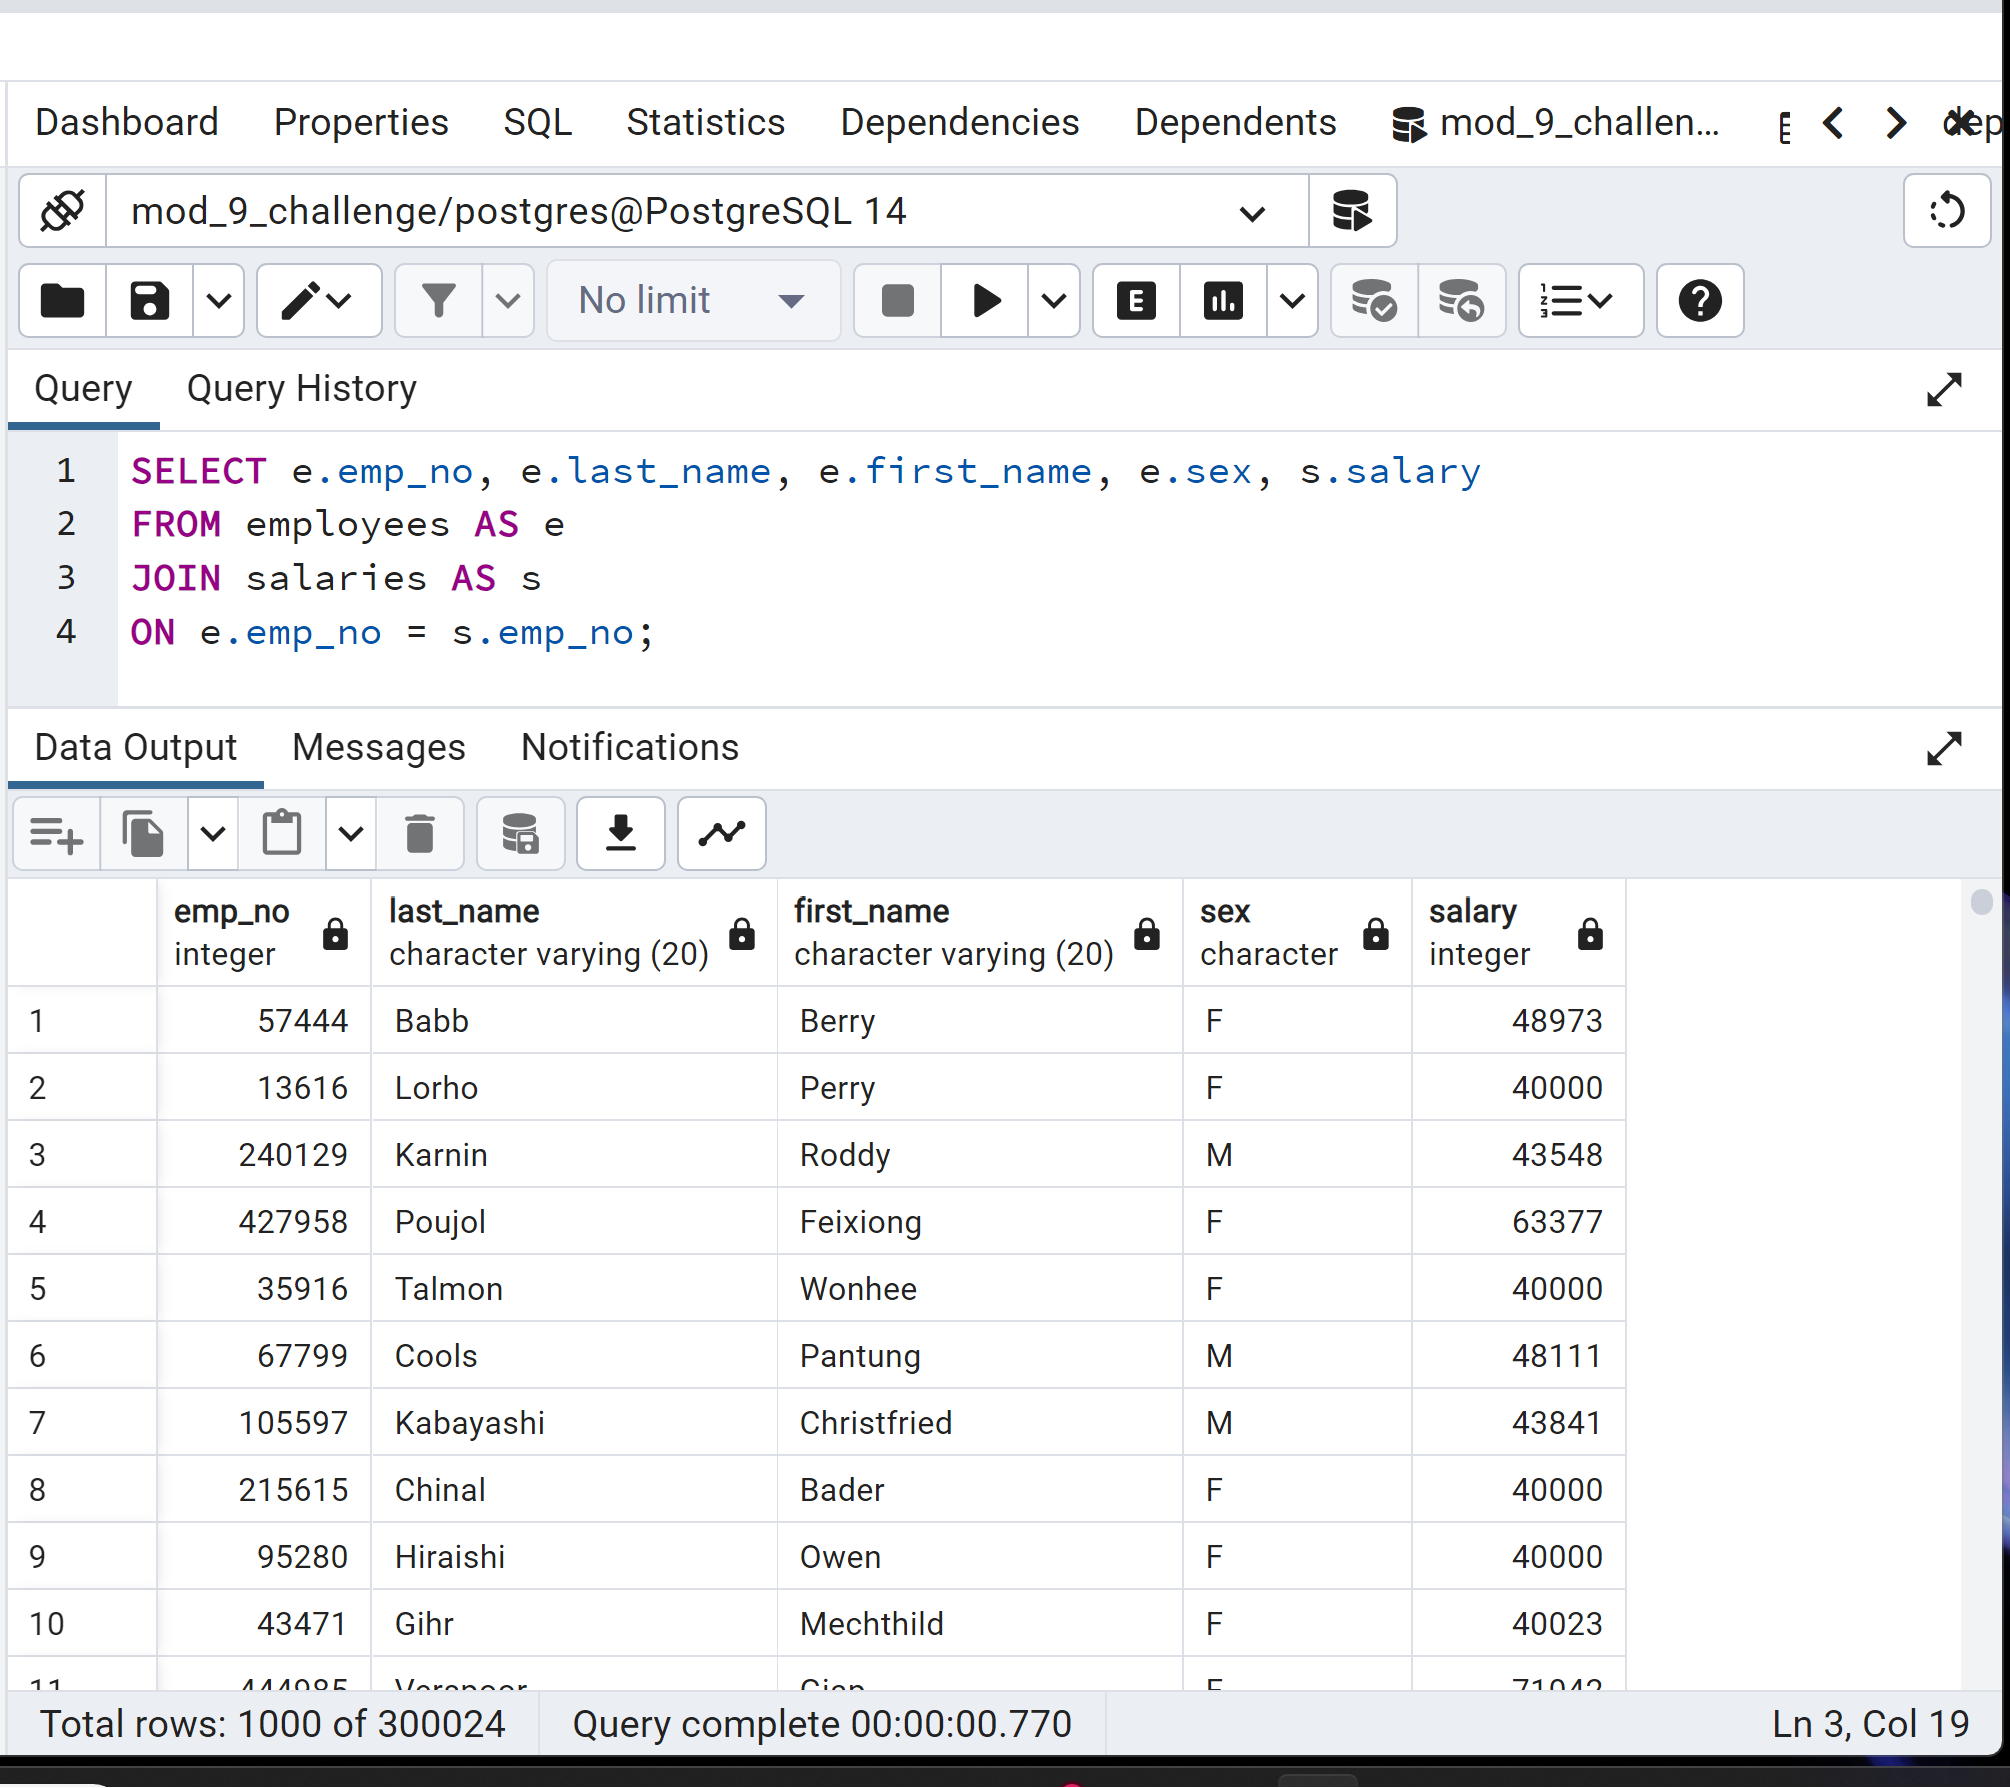 Dashboard Properties SQL Statistics Dependencies Dependents mod_9_challen...
mod_9_challenge/postgres@PostgreSQL 14
No limit
Query Query History
1 SELECT e.emp_no, e.last_name, e.first_name, e.sex, s.salary
2 FROM employees AS e
3 JOIN salaries AS s
4 ON e.emp_no = s.emp_no;
Data Output Messages Notifications
emp_no last_name first_name sex salary
integer character varying (20) character varying (20) character integer
1 57444 Babb Berry F 48973
2 13616 Lorho Perry F 40000
3 240129 Karnin Roddy M 43548
4 427958 Poujol Feixiong F 63377
5 35916 Talmon Wonhee F 40000
6 67799 Cools Pantung M 48111
7 105597 Kabayashi Christfried M 43841
8 215615 Chinal Bader F 40000
9 95280 Hiraishi Owen F 40000
10 43471 Gihr Mechthild F 40023
11 444985
Total rows: 1000 of 300024 Query complete 00:00:00.770 Ln 3, Col 19